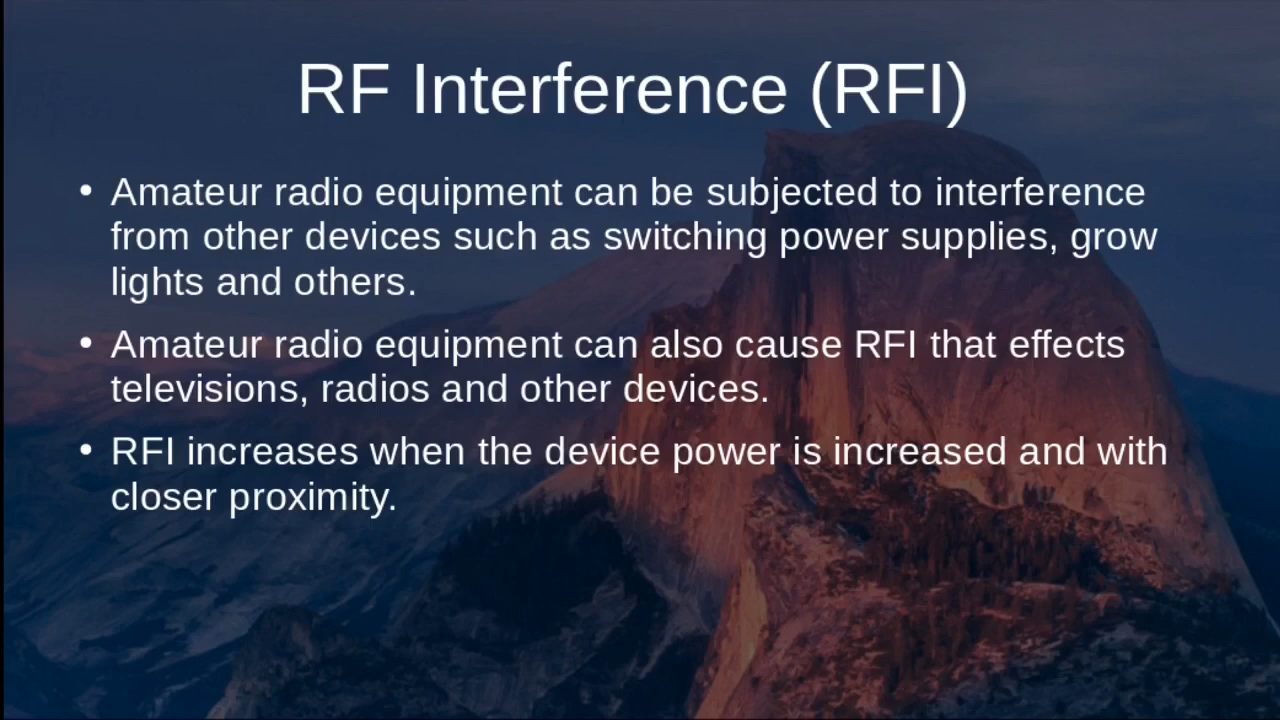 RF Interference (RFI)
• Amateur radio equipment can be subjected to interference
from other devices such as switching power supplies, grow
lights and others.
• Amateur radio equipment can also cause RFI that effects
televisions, radios and other devices.
• RFI increases when the device power is increased and with
closer proximity.